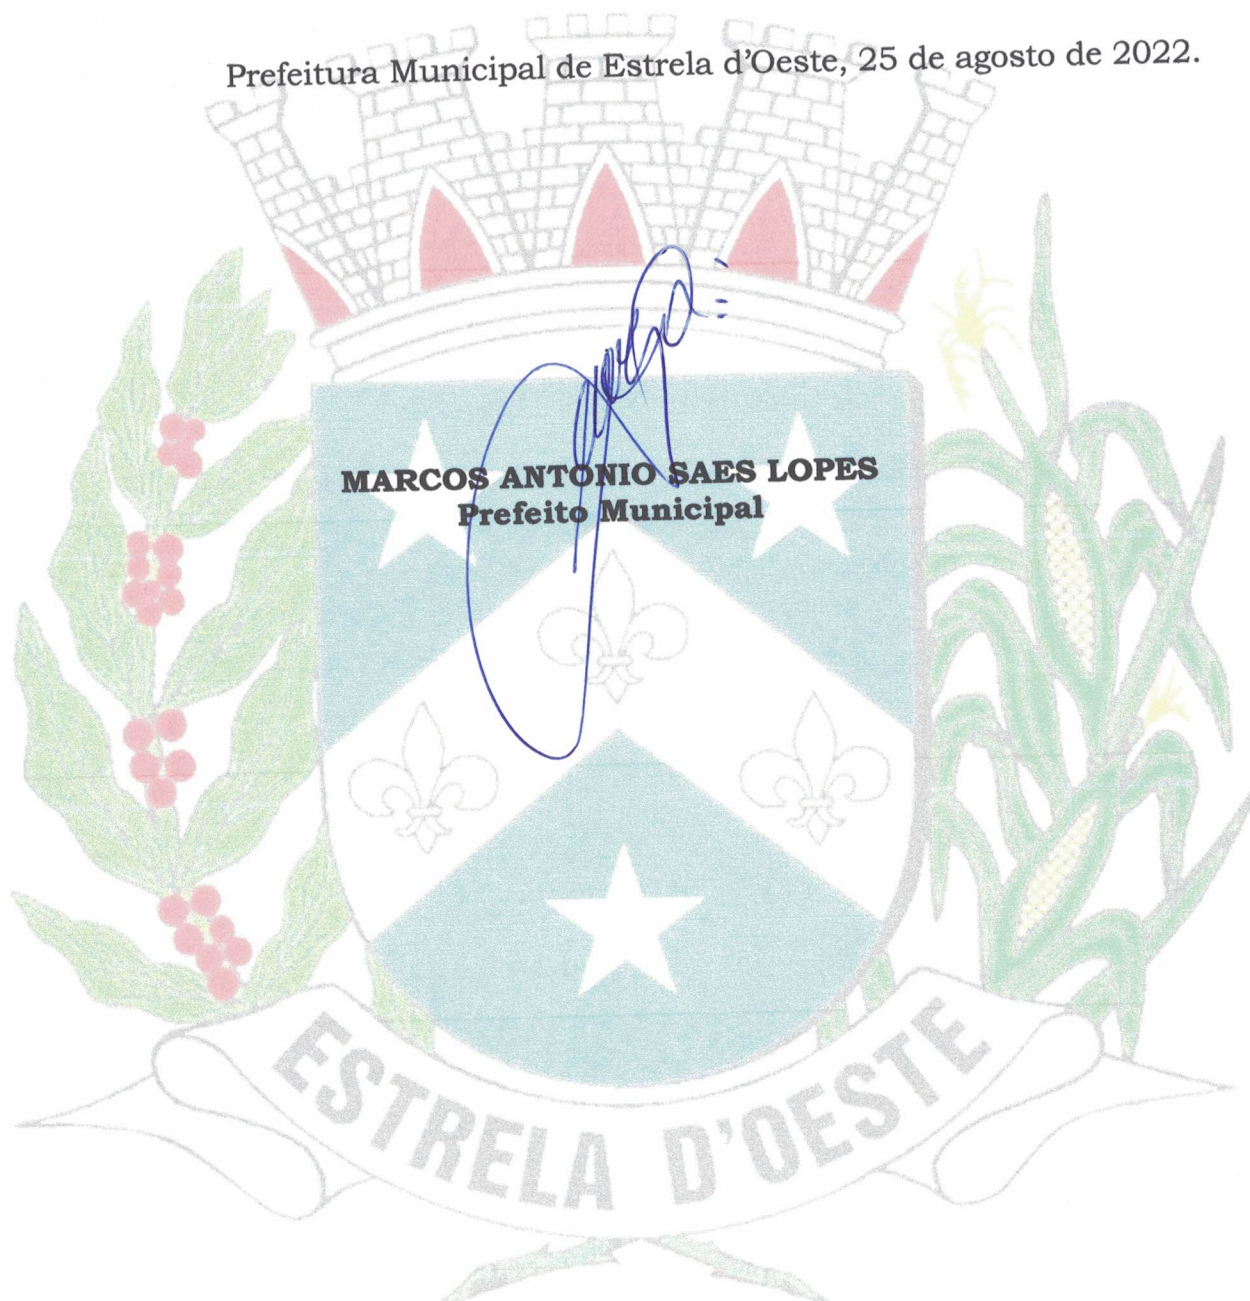 Prefeitura Municipal de Estrela d'Oeste, 25 de agosto de 2022.
MARCOS ANTONIO SAES LOPES
Prefeito Municipal
ESTRELA D'OESTE